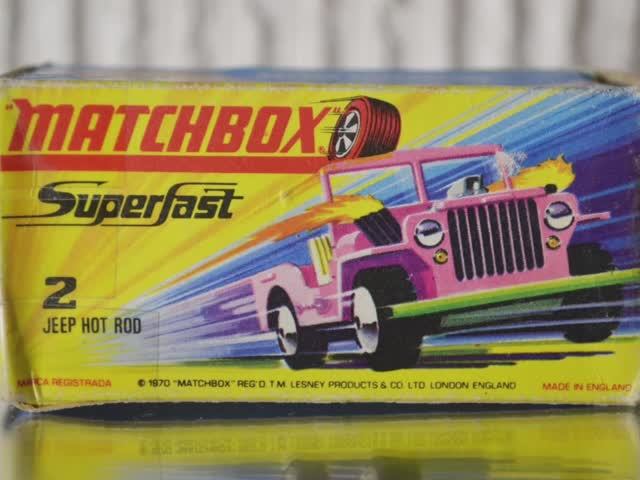 "MATCHBOX"
Superfast
2
JEEP HOT ROD
MARCA REGISTRADA
© 1970 "MATCHBOX" REG'D. T.M. LESNEY PRODUCTS & CO. LTD. LONDON ENGLAND
MADE IN ENGLAND